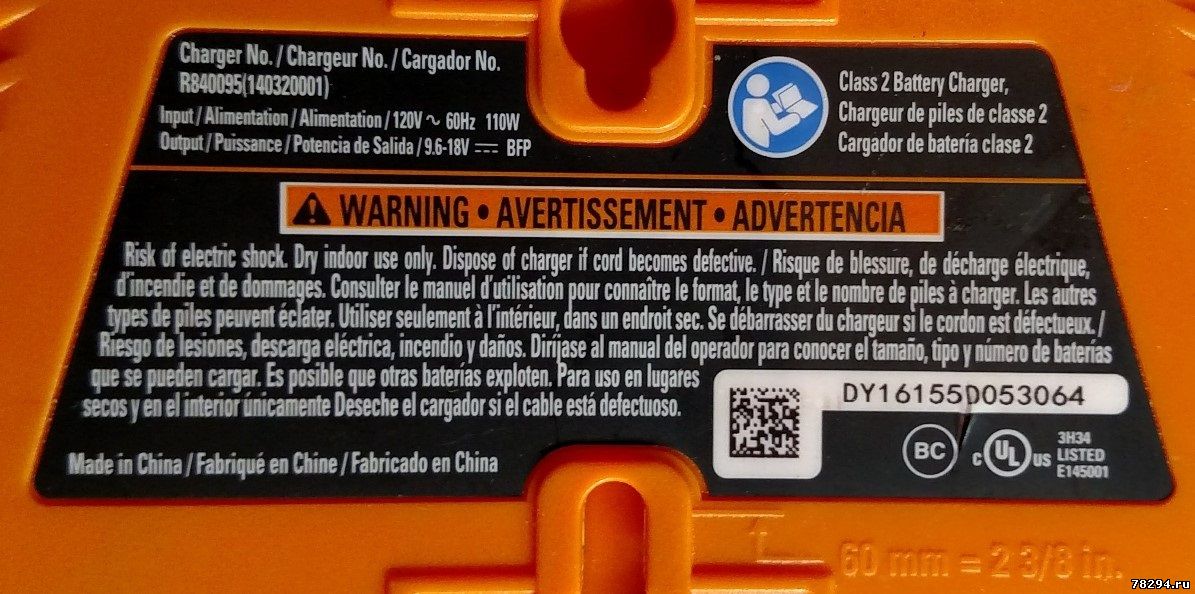 Charger No. / Chargeur No. / Cargador No.
R840095(140320001)
Input / Alimentation / Alimentation / 120V ~ 60Hz 110W
Output / Puissance / Potencia de Salida / 9.6-18V ⎓ BFP
Class 2 Battery Charger,
Chargeur de piles de classe 2
Cargador de batería clase 2
WARNING • AVERTISSEMENT • ADVERTENCIA
Risk of electric shock. Dry indoor use only. Dispose of charger if cord becomes defective. / Risque de blessure, de décharge électrique,
d'incendie et de dommages. Consulter le manuel d'utilisation pour connaître le format, le type et le nombre de piles à charger. Les autres
types de piles peuvent éclater. Utiliser seulement à l'intérieur, dans un endroit sec. Se débarrasser du chargeur si le cordon est défectueux. /
Riesgo de lesiones, descarga eléctrica, incendio y daños. Diríjase al manual del operador para conocer el tamaño, tipo y número de baterías
que se pueden cargar. Es posible que otras baterías exploten. Para uso en lugares
secos y en el interior únicamente Deseche el cargador si el cable está defectuoso.
DY16155D053064
Made in China / Fabriqué en Chine / Fabricado en China
BC
c UL us
3H34
LISTED
E145001
60 mm = 2 3/8 in.
78294.ru